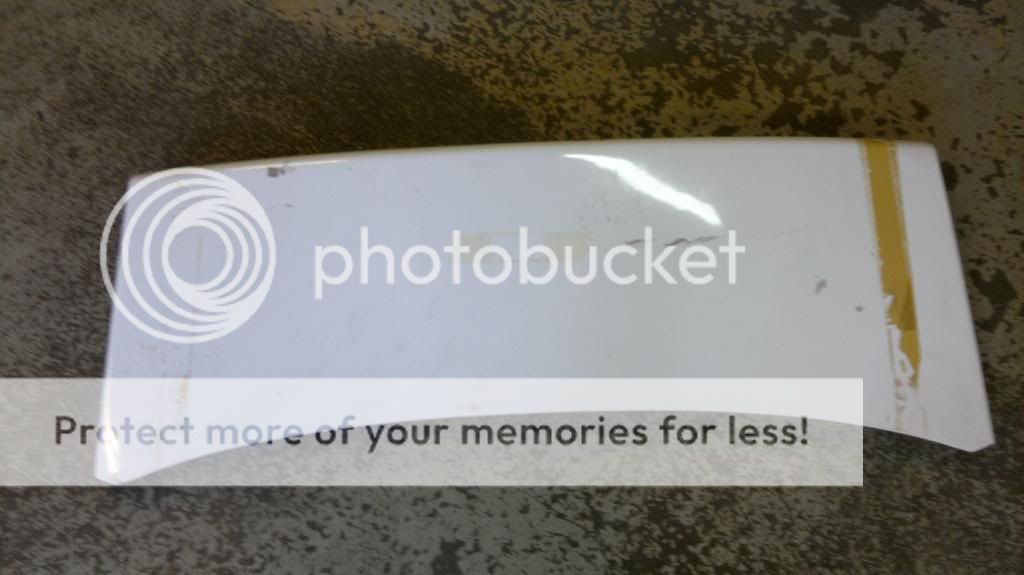 photobucket
Protect more of your memories for less!